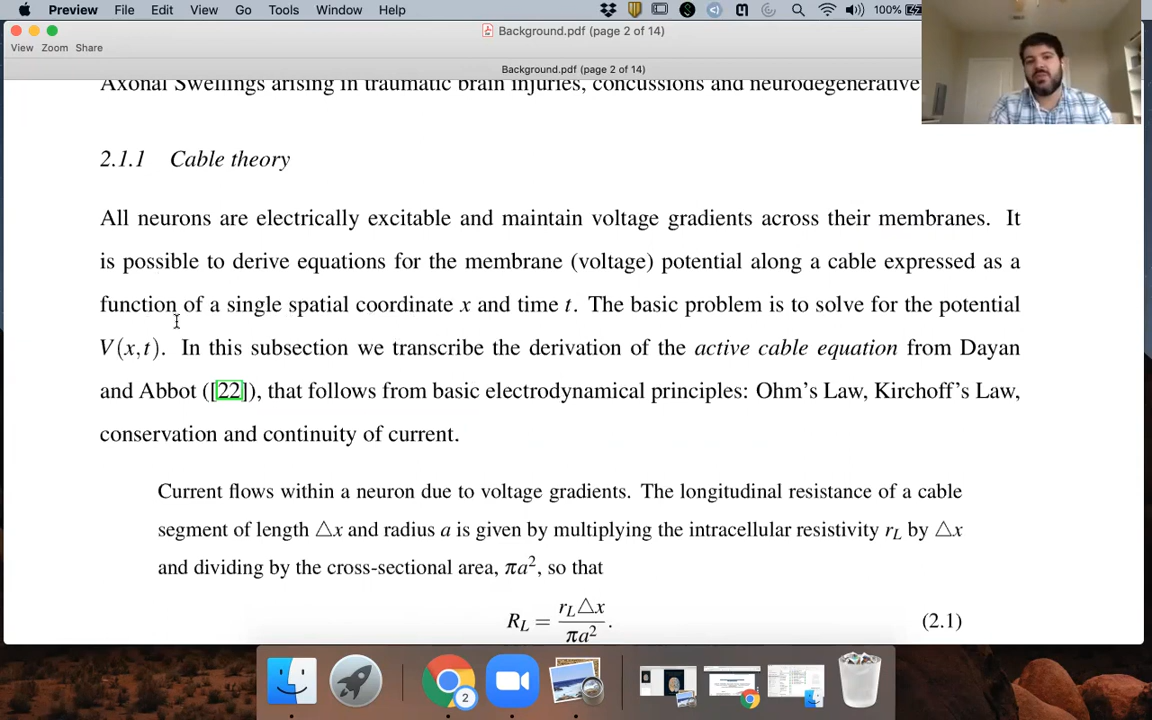 Preview File Edit View Go Tools Window Help 100%
Background.pdf (page 2 of 14)
View Zoom Share
Background.pdf (page 2 of 14)
Axonal Swellings arising in traumatic brain injuries, concussions and neurodegenerative
2.1.1 Cable theory
All neurons are electrically excitable and maintain voltage gradients across their membranes. It
is possible to derive equations for the membrane (voltage) potential along a cable expressed as a
function of a single spatial coordinate x and time t. The basic problem is to solve for the potential
V(x,t). In this subsection we transcribe the derivation of the active cable equation from Dayan
and Abbot ([22]), that follows from basic electrodynamical principles: Ohm's Law, Kirchoff's Law,
conservation and continuity of current.
Current flows within a neuron due to voltage gradients. The longitudinal resistance of a cable
segment of length △x and radius a is given by multiplying the intracellular resistivity r_L by △x
and dividing by the cross-sectional area, πa², so that
R_L = r_L△x / πa². (2.1)
2